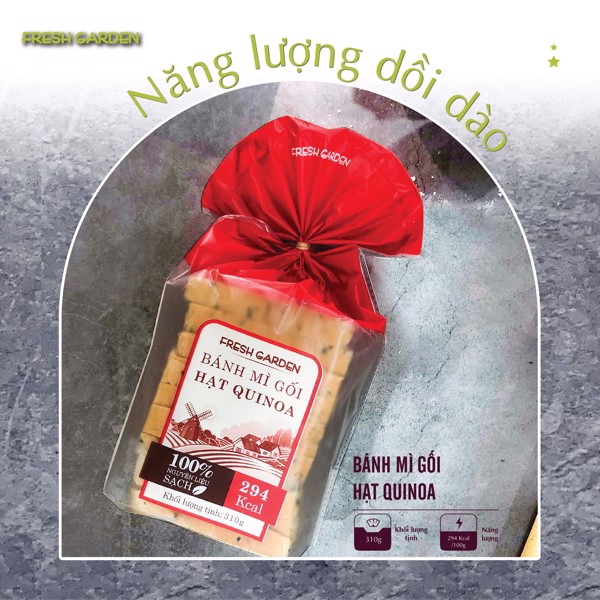 FRESH GARDEN
Năng lượng dồi dào
FRESH GARDEN
FRESH GARDEN
BÁNH MÌ GỐI
HẠT QUINOA
100%
NGUYÊN LIỆU
SẠCH
294
Kcal
Khối lượng tịnh: 310g
BÁNH MÌ GỐI
HẠT QUINOA
310g
Khối lượng
tịnh
294 Kcal
/100g
Năng
lượng